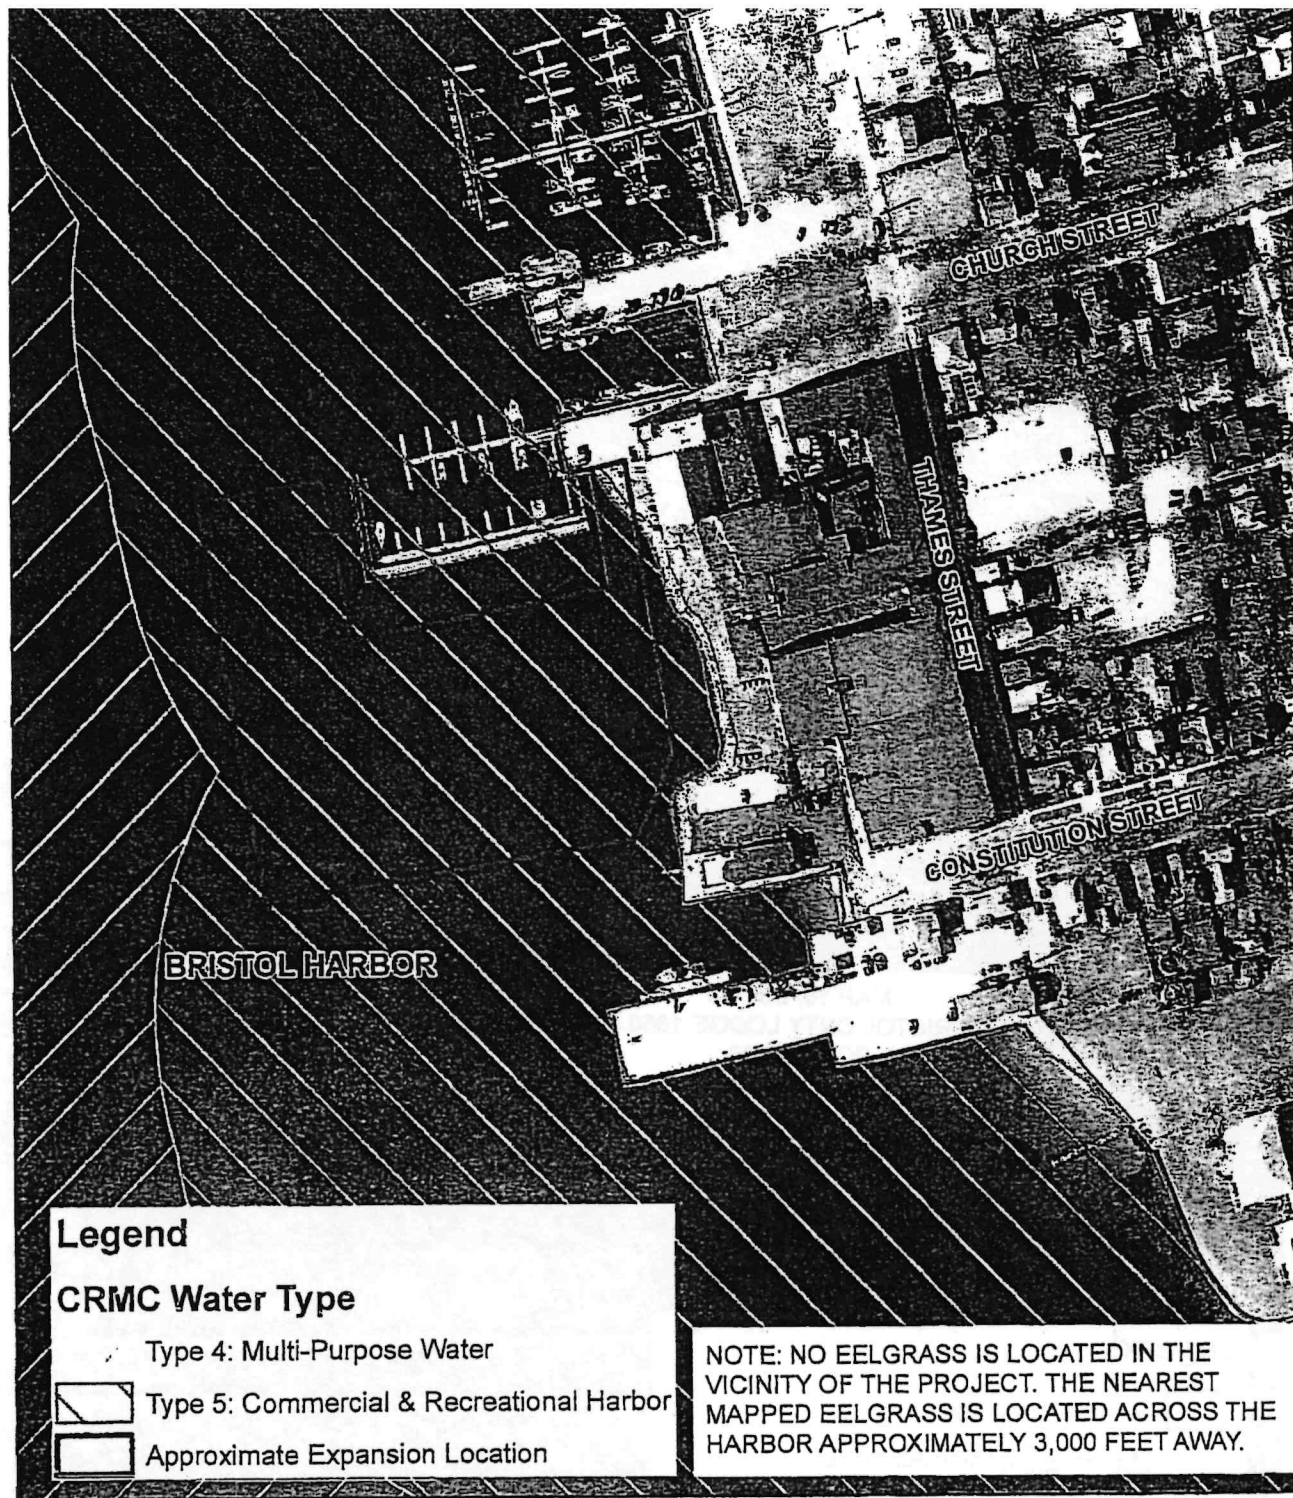 CHURCH STREET
THAMES STREET
CONSTITUTION STREET
BRISTOL HARBOR
Legend
CRMC Water Type
Type 4: Multi-Purpose Water
Type 5: Commercial & Recreational Harbor
Approximate Expansion Location
NOTE: NO EELGRASS IS LOCATED IN THE
VICINITY OF THE PROJECT. THE NEAREST
MAPPED EELGRASS IS LOCATED ACROSS THE
HARBOR APPROXIMATELY 3,000 FEET AWAY.